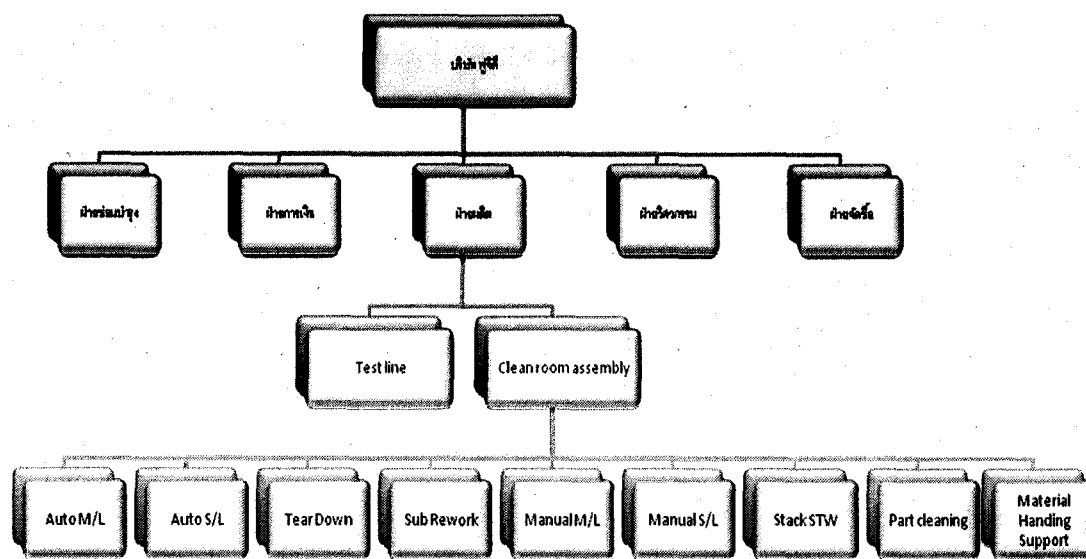 บริษัท ฟูจิตึ
ฝ่ายซ่อมบำรุง
ฝ่ายการเงิน
ฝ่ายผลิต
ฝ่ายวิศวกรรม
ฝ่ายจัดซื้อ
Test line
Clean room assembly
Auto M/L
Auto S/L
Tear Down
Sub Rework
Manual M/L
Manual S/L
Stack STW
Part cleaning
Material
Handing
Support